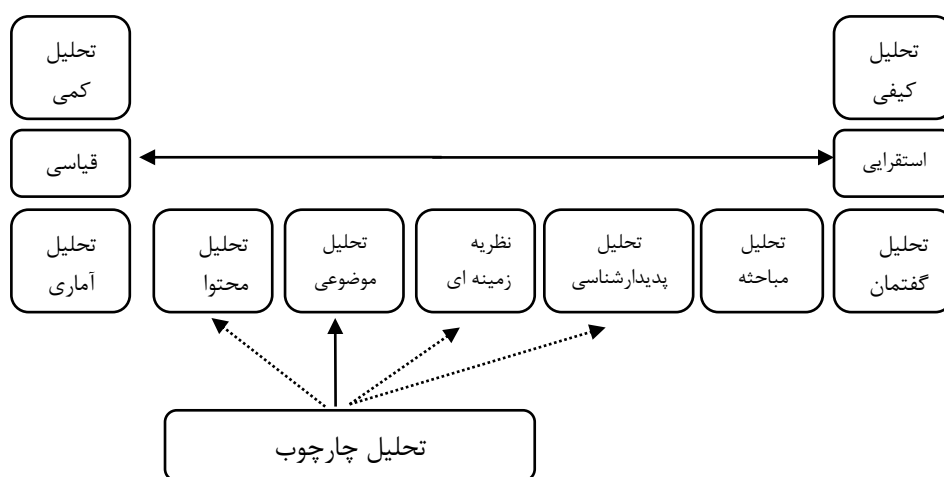 تحلیل
کیفی
تحلیل
کمی
استقرایی
قیاسی
تحلیل
گفتمان
تحلیل
مباحثه
تحلیل
پدیدارشناسی
نظریه
زمینه ای
تحلیل
موضوعی
تحلیل
محتوا
تحلیل
آماری
تحلیل چارچوب